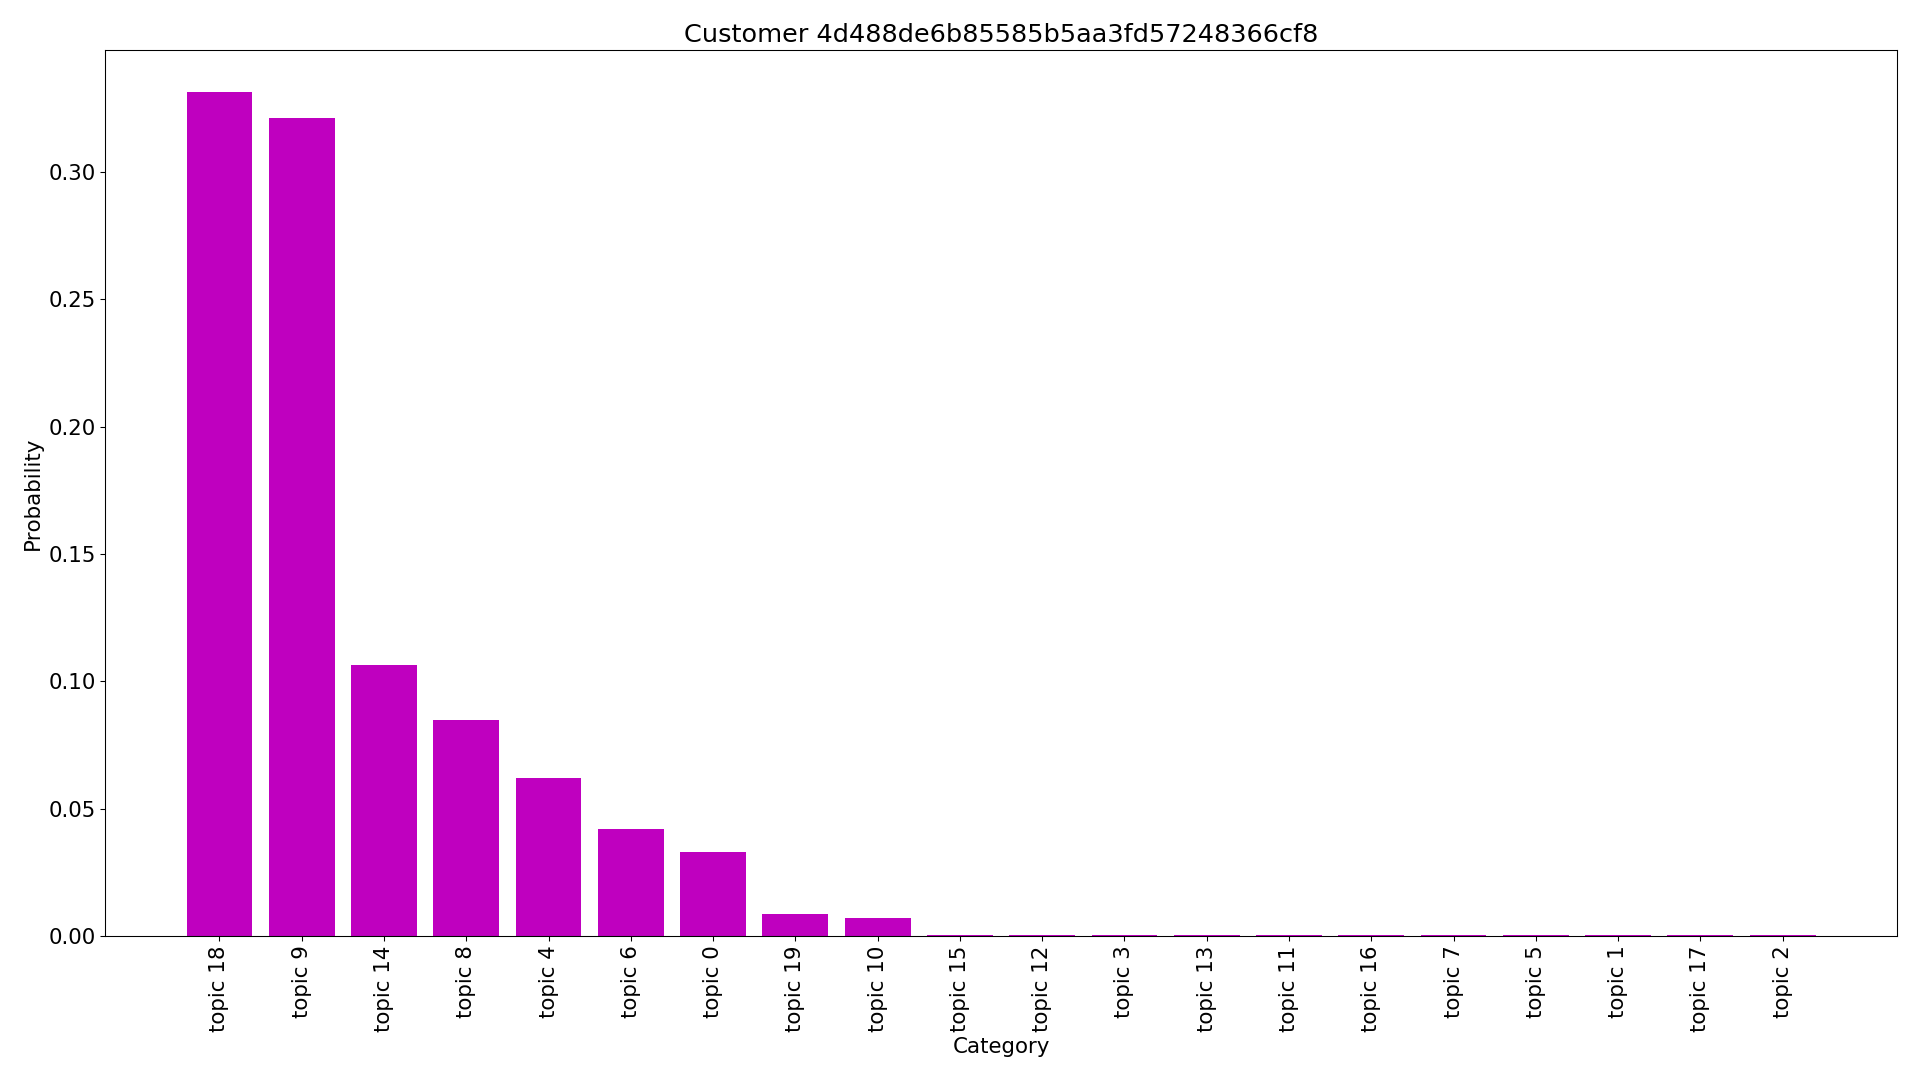 Customer 4d488de6b85585b5aa3fd57248366cf8
Probability
0.30
0.25
0.20
0.15
0.10
0.05
0.00
topic 18
topic 9
topic 14
topic 8
topic 4
topic 6
topic 0
topic 19
topic 10
topic 15
topic 12
topic 3
topic 13
topic 11
topic 16
topic 7
topic 5
topic 1
topic 17
topic 2
Category